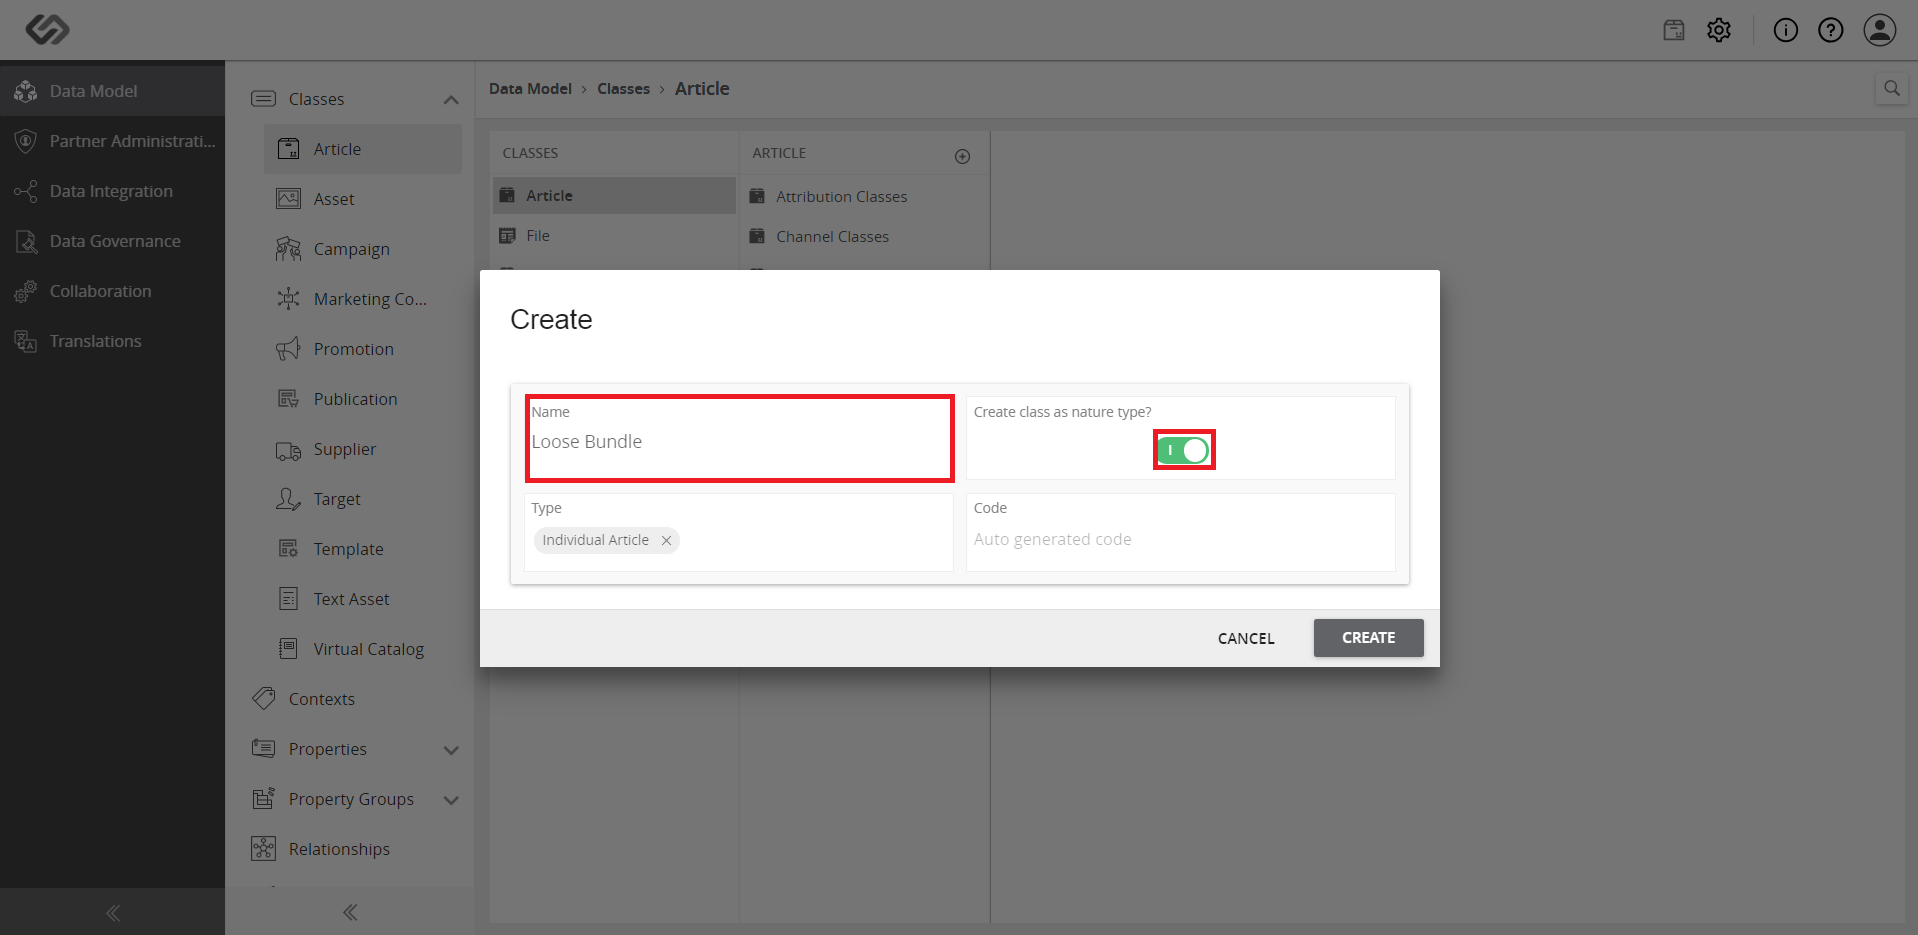 Data Model
Partner Administrati...
Data Integration
Data Governance
Collaboration
Translations
Classes
Article
Asset
Campaign
Marketing Co...
Promotion
Publication
Supplier
Target
Template
Text Asset
Virtual Catalog
Contexts
Properties
Property Groups
Relationships
Data Model › Classes › Article
CLASSES
Article
File
ARTICLE
Attribution Classes
Channel Classes
Create
Name
Loose Bundle
Create class as nature type?
Type
Individual Article
Code
Auto generated code
CANCEL
CREATE